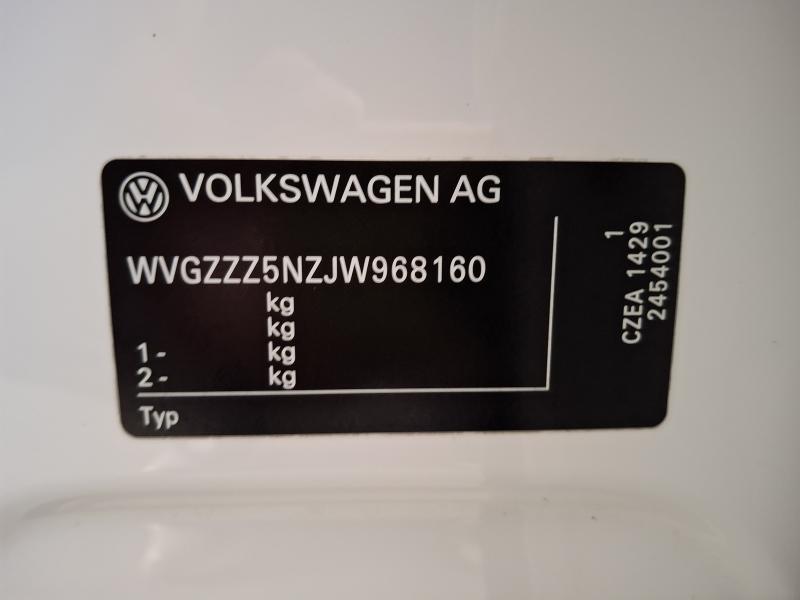 VOLKSWAGEN AG
WVGZZZ5NZJW968160
kg
kg
1- kg
2- kg
Typ
1
CZEA 1429
2454001